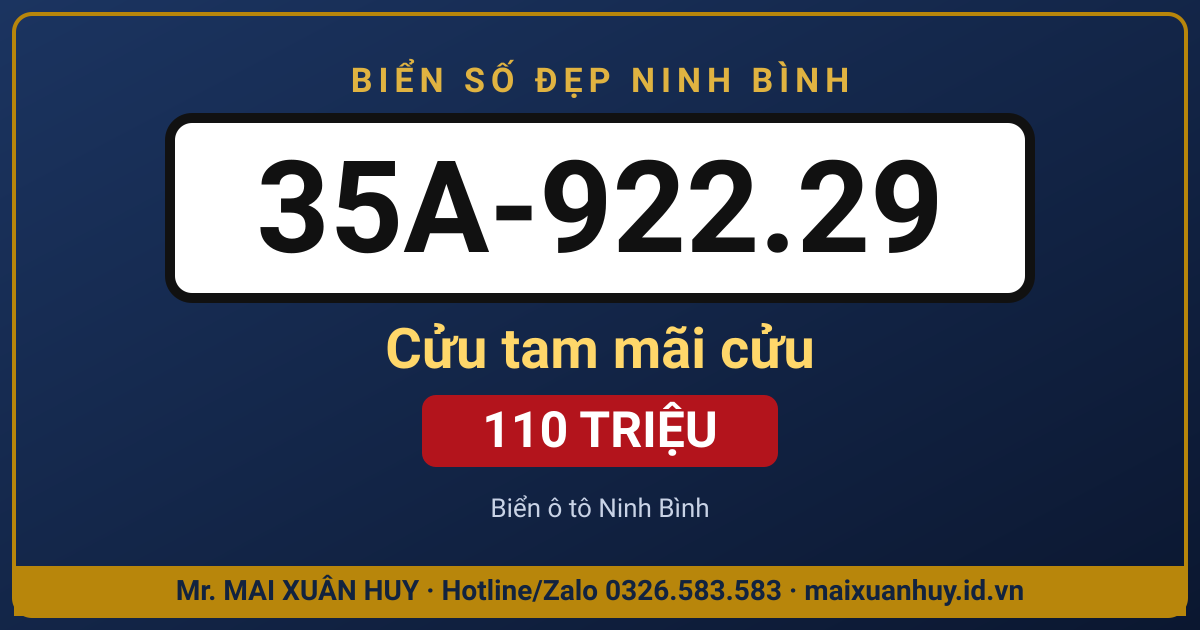 BIỂN SỐ ĐẸP NINH BÌNH
35A-922.29
Cửu tam mãi cửu
110 TRIỆU
Biển ô tô Ninh Bình
Mr. MAI XUÂN HUY · Hotline/Zalo 0326.583.583 · maixuanhuy.id.vn